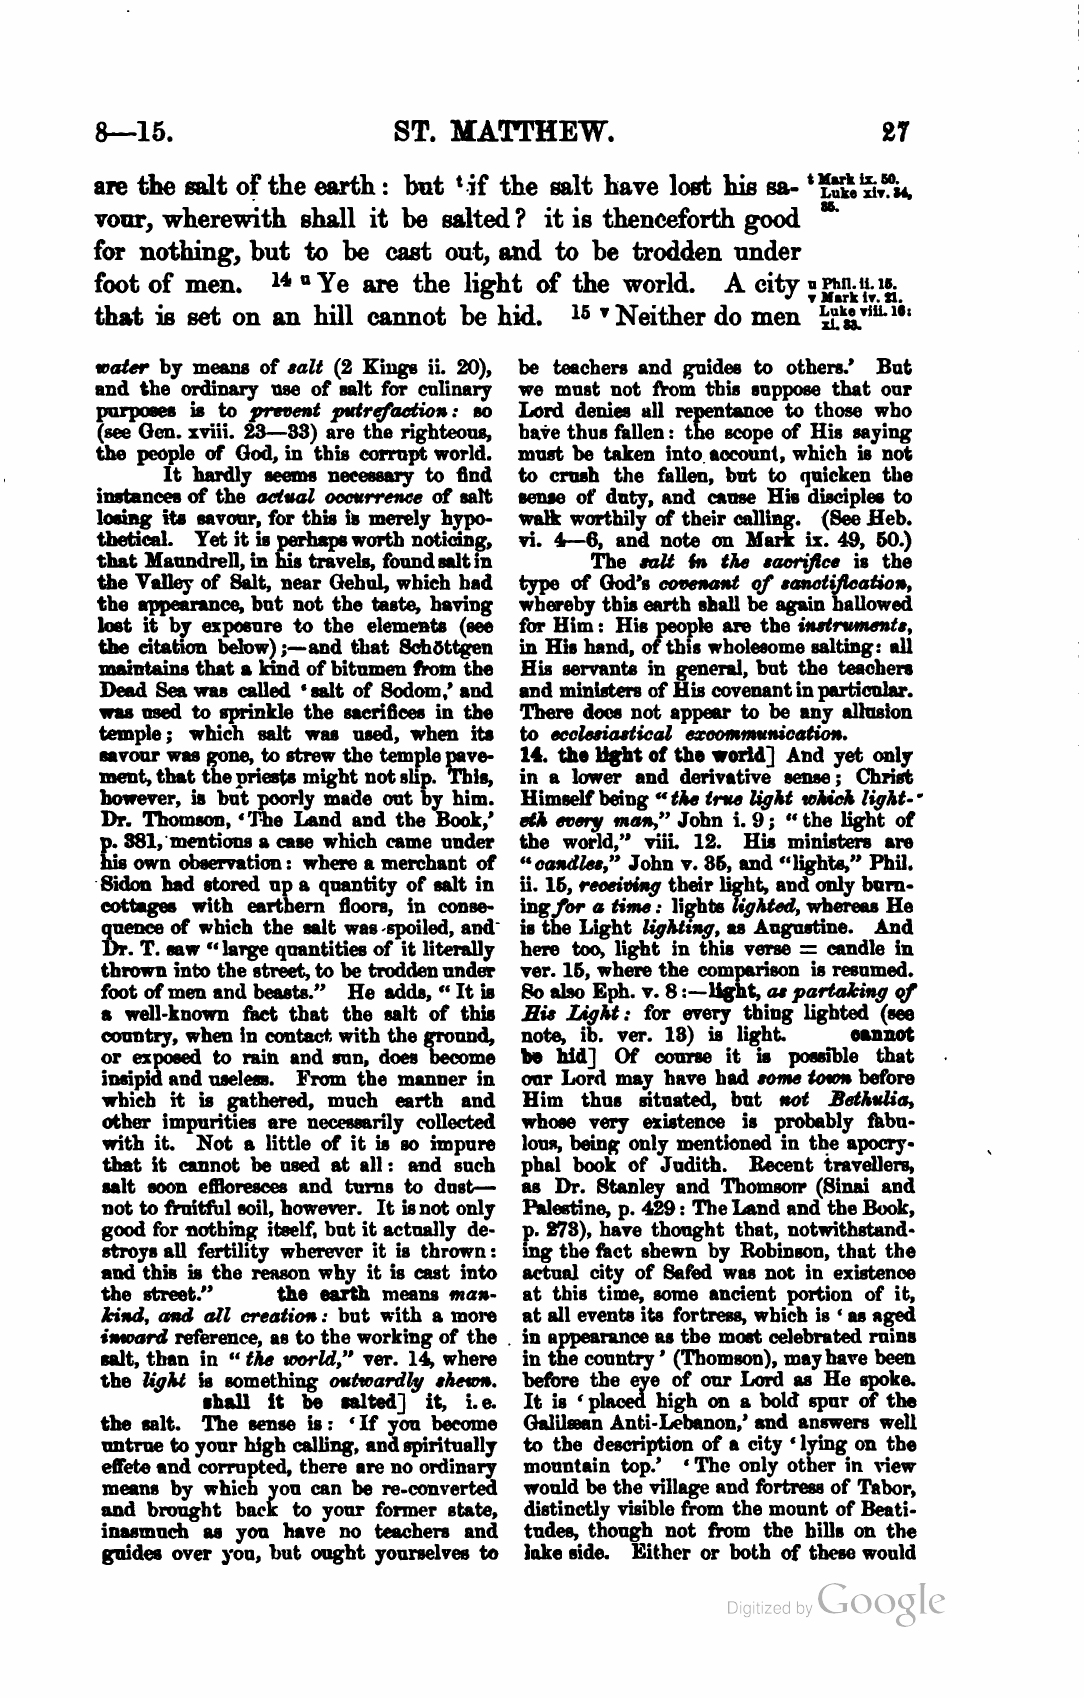 8—15. ST. MATTHEW. 27
are the salt of the earth : but t if the salt have lost his sa-
vour, wherewith shall it be salted ? it is thenceforth good
for nothing, but to be cast out, and to be trodden under
foot of men. 14 u Ye are the light of the world. A city
that is set on an hill cannot be hid. 15 v Neither do men
t Mark ix. 50.
Luke xiv. 34,
35.
u Phil. ii. 15.
v Mark iv. 21.
Luke viii. 16:
xi. 33.
water by means of salt (2 Kings ii. 20),
and the ordinary use of salt for culinary
purposes is to prevent putrefaction: so
(see Gen. xviii. 23—33) are the righteous,
the people of God, in this corrupt world.
It hardly seems necessary to find
instances of the actual occurrence of salt
losing its savour, for this is merely hypo-
thetical. Yet it is perhaps worth noticing,
that Maundrell, in his travels, found salt in
the Valley of Salt, near Gehul, which had
the appearance, but not the taste, having
lost it by exposure to the elements (see
the citation below);—and that Schöttgen
maintains that a kind of bitumen from the
Dead Sea was called ‘salt of Sodom,’ and
was used to sprinkle the sacrifices in the
temple; which salt was used, when its
savour was gone, to strew the temple pave-
ment, that the priests might not slip. This,
however, is but poorly made out by him.
Dr. Thomson, ‘The Land and the Book,’
p. 381, mentions a case which came under
his own observation: where a merchant of
Sidon had stored up a quantity of salt in
cottages with earthern floors, in conse-
quence of which the salt was spoiled, and
Dr. T. saw “large quantities of it literally
thrown into the street, to be trodden under
foot of men and beasts.” He adds, “It is
a well-known fact that the salt of this
country, when in contact with the ground,
or exposed to rain and sun, does become
insipid and useless. From the manner in
which it is gathered, much earth and
other impurities are necessarily collected
with it. Not a little of it is so impure
that it cannot be used at all: and such
salt soon effloresces and turns to dust—
not to fruitful soil, however. It is not only
good for nothing itself, but it actually de-
stroys all fertility wherever it is thrown:
and this is the reason why it is cast into
the street.” the earth means man-
kind, and all creation: but with a more
inward reference, as to the working of the
salt, than in “the world,” ver. 14, where
the light is something outwardly shewn.
shall it be salted] it, i. e.
the salt. The sense is: ‘If you become
untrue to your high calling, and spiritually
effete and corrupted, there are no ordinary
means by which you can be re-converted
and brought back to your former state,
inasmuch as you have no teachers and
guides over you, but ought yourselves to
be teachers and guides to others.’ But
we must not from this suppose that our
Lord denies all repentance to those who
have thus fallen: the scope of His saying
must be taken into account, which is not
to crush the fallen, but to quicken the
sense of duty, and cause His disciples to
walk worthily of their calling. (See Heb.
vi. 4—6, and note on Mark ix. 49, 50.)
The salt in the sacrifice is the
type of God’s covenant of sanctification,
whereby this earth shall be again hallowed
for Him: His people are the instruments,
in His hand, of this wholesome salting: all
His servants in general, but the teachers
and ministers of His covenant in particular.
There does not appear to be any allusion
to ecclesiastical excommunication.
14. the light of the world] And yet only
in a lower and derivative sense; Christ
Himself being “the true light which light-
eth every man,” John i. 9; “the light of
the world,” viii. 12. His ministers are
“candles,” John v. 35, and “lights,” Phil.
ii. 15, receiving their light, and only burn-
ing for a time: lights lighted, whereas He
is the Light lighting, as Augustine. And
here too, light in this verse = candle in
ver. 15, where the comparison is resumed.
So also Eph. v. 8:—light, as partaking of
His Light: for every thing lighted (see
note, ib. ver. 13) is light. cannot
be hid] Of course it is possible that
our Lord may have had some town before
Him thus situated, but not Bethulia,
whose very existence is probably fabu-
lous, being only mentioned in the apocry-
phal book of Judith. Recent travellers,
as Dr. Stanley and Thomson (Sinai and
Palestine, p. 429: The Land and the Book,
p. 273), have thought that, notwithstand-
ing the fact shewn by Robinson, that the
actual city of Safed was not in existence
at this time, some ancient portion of it,
at all events its fortress, which is ‘as aged
in appearance as the most celebrated ruins
in the country’ (Thomson), may have been
before the eye of our Lord as He spoke.
It is ‘placed high on a bold spur of the
Galilæan Anti-Lebanon,’ and answers well
to the description of a city ‘lying on the
mountain top.’ ‘The only other in view
would be the village and fortress of Tabor,
distinctly visible from the mount of Beati-
tudes, though not from the hills on the
lake side. Either or both of these would
Digitized by Google